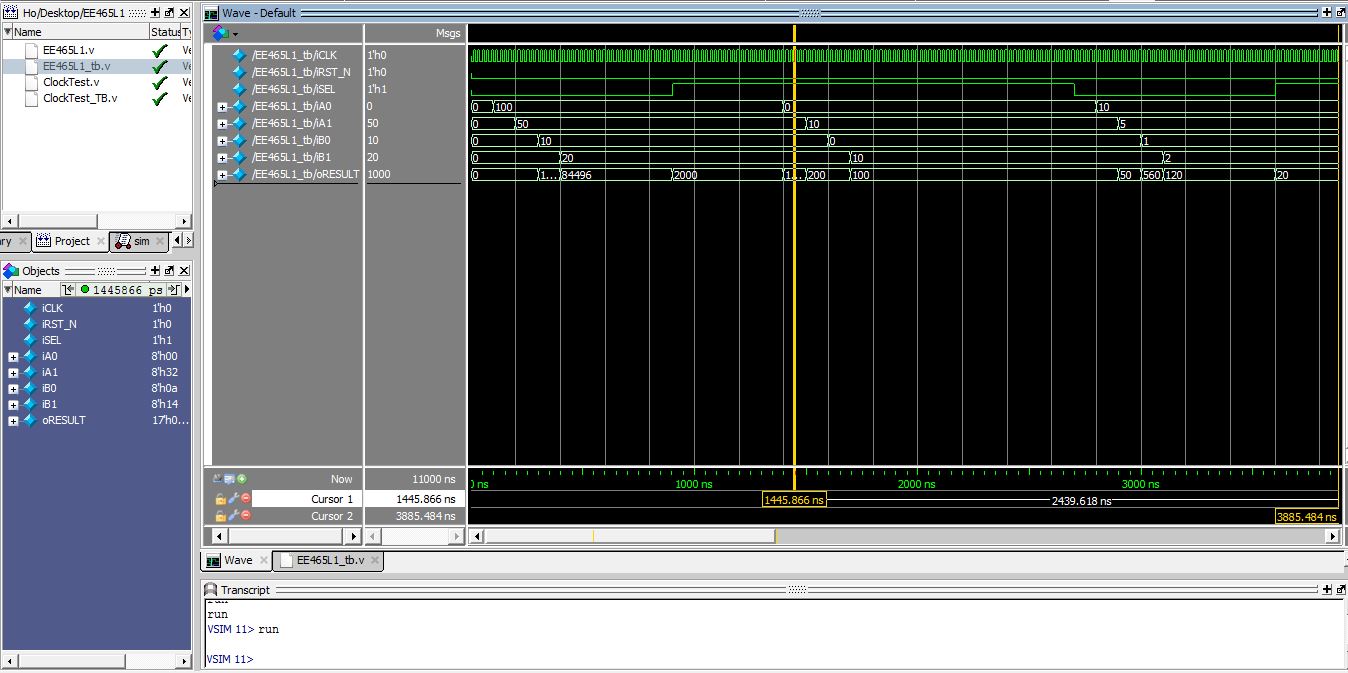 Ho/Desktop/EE465L1
Name Status Ty
EE465L1.v Ve
EE465L1_tb.v Ve
ClockTest.v Ve
ClockTest_TB.v Ve
ary Project sim
Objects
Name 1445866 ps
iCLK 1'h0
iRST_N 1'h0
iSEL 1'h1
iA0 8'h00
iA1 8'h32
iB0 8'h0a
iB1 8'h14
oRESULT 17'h0...
Wave - Default
Msgs
/EE465L1_tb/iCLK 1'h0
/EE465L1_tb/iRST_N 1'h0
/EE465L1_tb/iSEL 1'h1
/EE465L1_tb/iA0 0 0 100 0 10
/EE465L1_tb/iA1 50 0 50 10 5
/EE465L1_tb/iB0 10 0 10 0 1
/EE465L1_tb/iB1 20 0 20 10 2
/EE465L1_tb/oRESULT 1000 0 1... 84496 2000 1... 200 100 50 560 120 20
Now 11000 ns ns 1000 ns 2000 ns 3000 ns
Cursor 1 1445.866 ns 1445.866 ns 2439.618 ns
Cursor 2 3885.484 ns 3885.484 ns
Wave EE465L1_tb.v
Transcript
run
run
VSIM 11> run
VSIM 11>